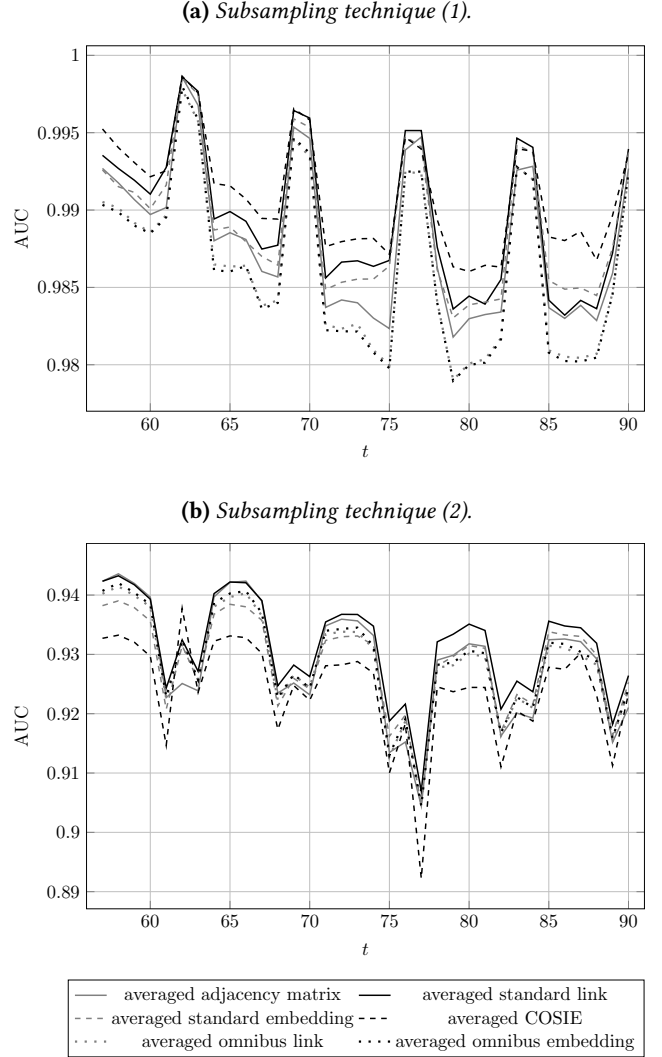 (a) Subsampling technique (1).
1
0.995
0.99
0.985
0.98
AUC
60 65 70 75 80 85 90
t
(b) Subsampling technique (2).
0.94
0.93
0.92
0.91
0.9
0.89
AUC
60 65 70 75 80 85 90
t
averaged adjacency matrix averaged standard link
averaged standard embedding averaged COSIE
averaged omnibus link averaged omnibus embedding